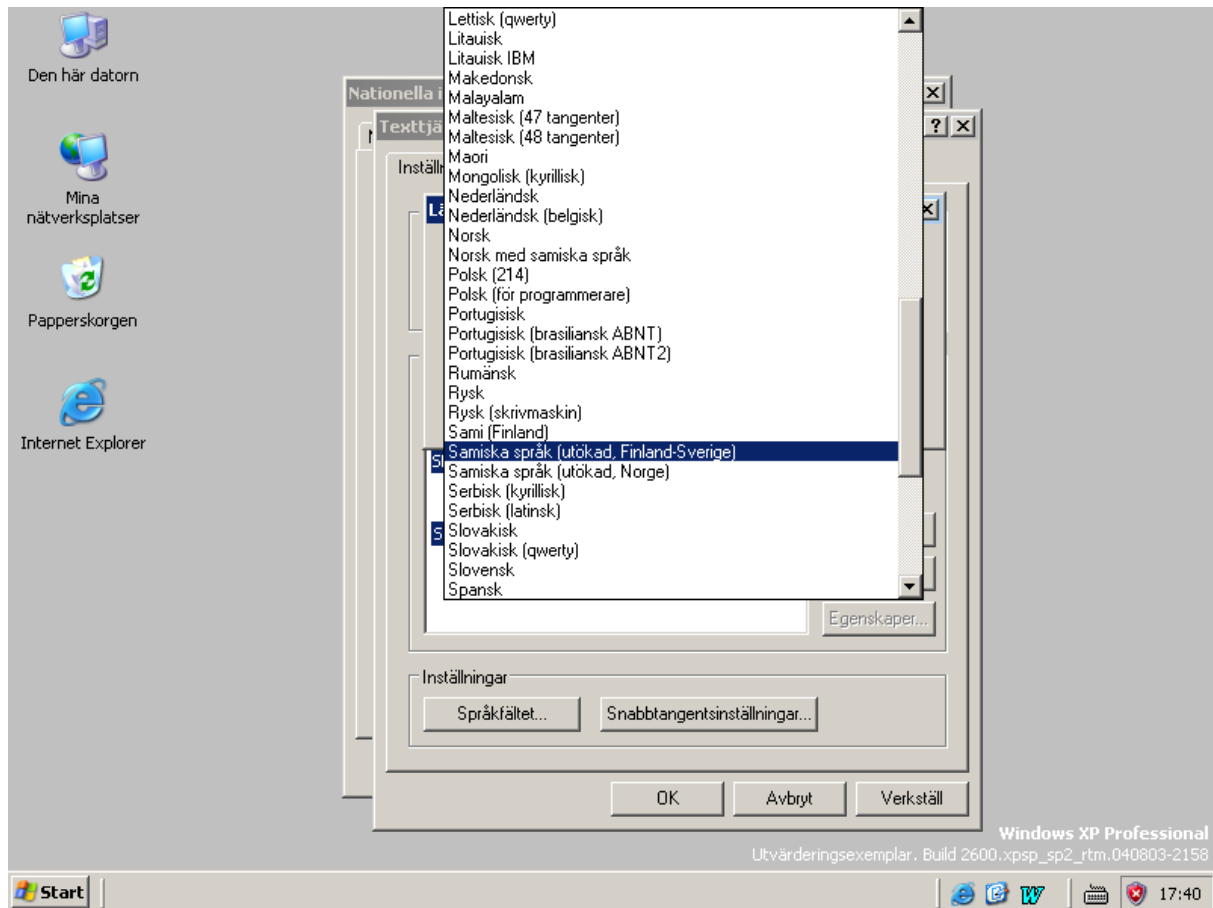 Den här datorn
Mina
nätverksplatser
Papperskorgen
Internet Explorer
Nationella i
Texttjä
Inställn
Lettisk (qwerty)
Litauisk
Litauisk IBM
Makedonsk
Malayalam
Maltesisk (47 tangenter)
Maltesisk (48 tangenter)
Maori
Mongolisk (kyrillisk)
Nederländsk
Nederländsk (belgisk)
Norsk
Norsk med samiska språk
Polsk (214)
Polsk (för programmerare)
Portugisisk
Portugisisk (brasiliansk ABNT)
Portugisisk (brasiliansk ABNT2)
Rumänsk
Rysk
Rysk (skrivmaskin)
Sami (Finland)
Samiska språk (utökad, Finland-Sverige)
Samiska språk (utökad, Norge)
Serbisk (kyrillisk)
Serbisk (latinsk)
Slovakisk
Slovakisk (qwerty)
Slovensk
Spansk
Egenskaper...
Inställningar
Språkfältet...
Snabbtangentsinställningar...
OK
Avbryt
Verkställ
Windows XP Professional
Utvärderingsexemplar. Build 2600.xpsp_sp2_rtm.040803-2158
Start
17:40